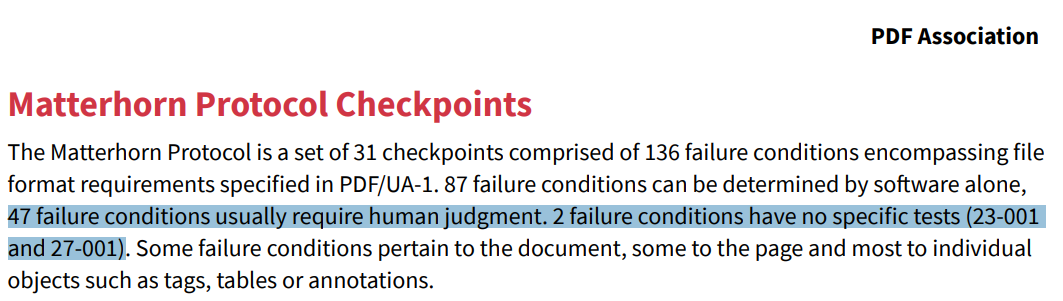 PDF Association
Matterhorn Protocol Checkpoints
The Matterhorn Protocol is a set of 31 checkpoints comprised of 136 failure conditions encompassing file
format requirements specified in PDF/UA-1. 87 failure conditions can be determined by software alone,
47 failure conditions usually require human judgment. 2 failure conditions have no specific tests (23-001
and 27-001). Some failure conditions pertain to the document, some to the page and most to individual
objects such as tags, tables or annotations.